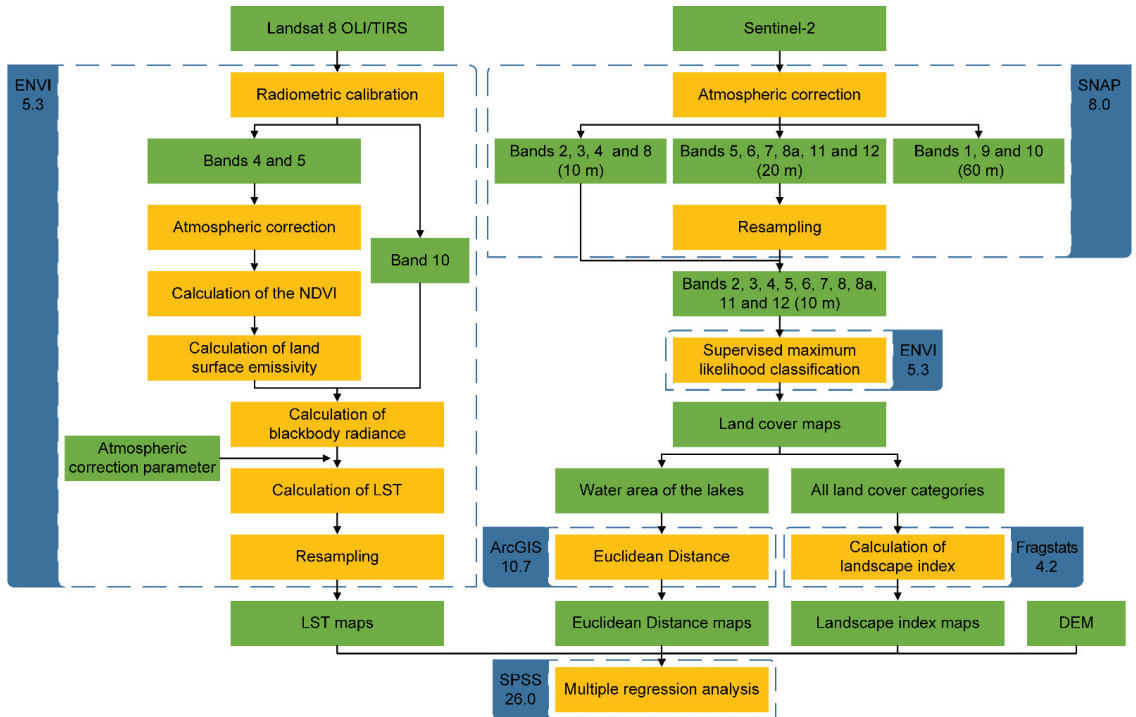 Landsat 8 OLI/TIRS
Sentinel-2
ENVI
5.3
Radiometric calibration
Atmospheric correction
SNAP
8.0
Bands 4 and 5
Bands 2, 3, 4 and 8
(10 m)
Bands 5, 6, 7, 8a, 11 and 12
(20 m)
Bands 1, 9 and 10
(60 m)
Atmospheric correction
Resampling
Band 10
Calculation of the NDVI
Bands 2, 3, 4, 5, 6, 7, 8, 8a,
11 and 12 (10 m)
Calculation of land
surface emissivity
Supervised maximum
likelihood classification
ENVI
5.3
Calculation of
blackbody radiance
Land cover maps
Atmospheric
correction parameter
Calculation of LST
Water area of the lakes
All land cover categories
Resampling
ArcGIS
10.7
Euclidean Distance
Calculation of
landscape index
Fragstats
4.2
LST maps
Euclidean Distance maps
Landscape index maps
DEM
SPSS
26.0
Multiple regression analysis